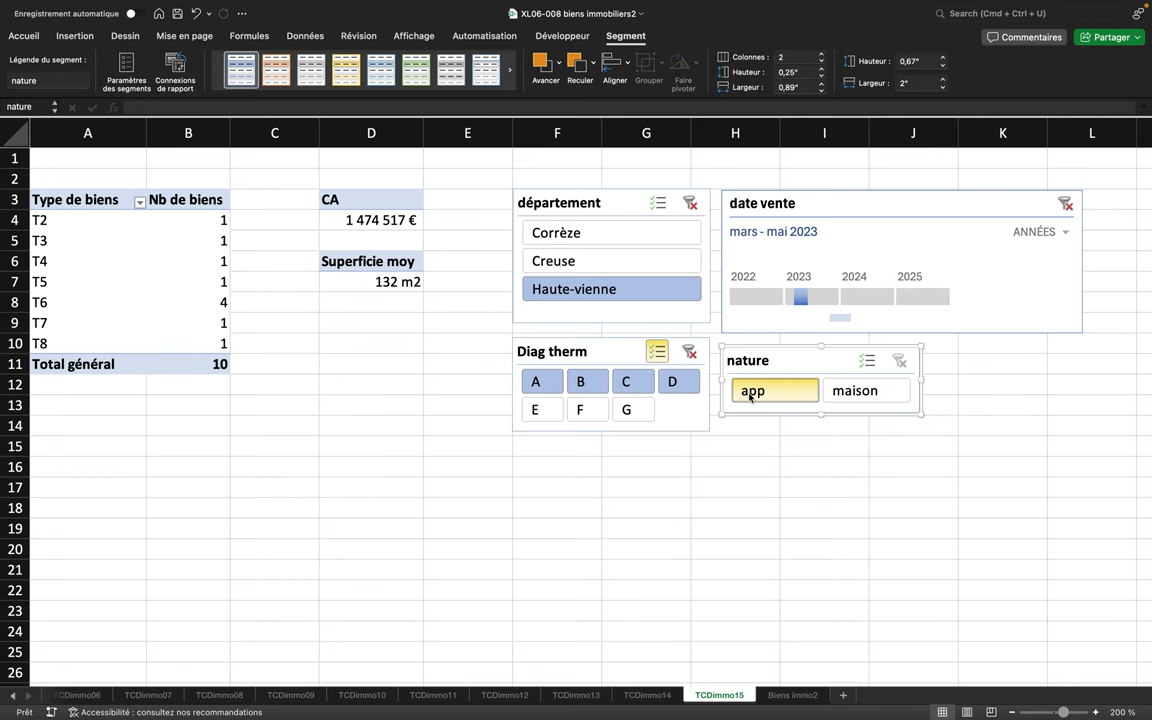 Enregistrement automatique
XL06-008 biens immobiliers2
Search (Cmd + Ctrl + U)
Accueil Insertion Dessin Mise en page Formules Données Révision Affichage Automatisation Développeur Segment
Commentaires Partager
Légende du segment :
nature
Paramètres des segments
Connexions de rapport
Avancer Reculer Aligner Grouper Faire pivoter
Colonnes : 2
Hauteur : 0,25"
Largeur : 0,89"
Hauteur : 0,67"
Largeur : 2"
nature fx
A B C D E F G H I J K L
1
2
3 Type de biens Nb de biens CA
4 T2 1 1 474 517 €
5 T3 1
6 T4 1 Superficie moy
7 T5 1 132 m2
8 T6 4
9 T7 1
10 T8 1
11 Total général 10
12
13
14
15
16
17
18
19
20
21
22
23
24
25
26
département
Corrèze
Creuse
Haute-vienne
date vente
mars - mai 2023 ANNÉES
2022 2023 2024 2025
Diag therm
A B C D
E F G
nature
app maison
TCDimmo06 TCDimmo07 TCDimmo08 TCDimmo09 TCDimmo10 TCDimmo11 TCDimmo12 TCDimmo13 TCDimmo14 TCDimmo15 Biens immo2 +
Prêt Accessibilité : consultez nos recommandations 200 %